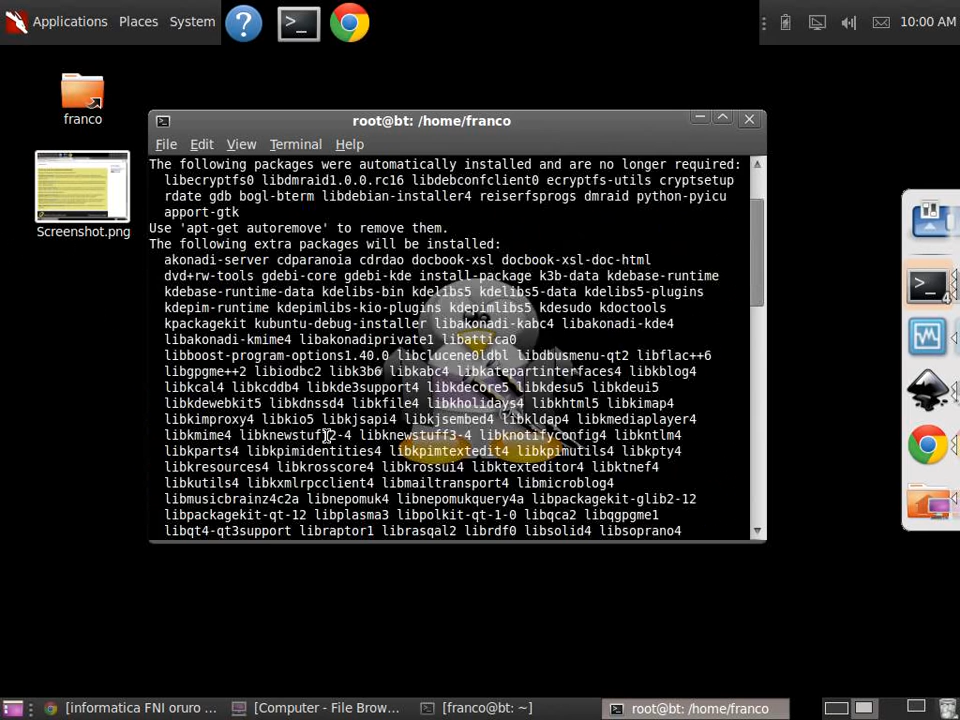 Applications Places System
10:00 AM
franco
Screenshot.png
root@bt: /home/franco
File Edit View Terminal Help
The following packages were automatically installed and are no longer required:
libecryptfs0 libdmraid1.0.0.rc16 libdebconfclient0 ecryptfs-utils cryptsetup
rdate gdb bogl-bterm libdebian-installer4 reiserfsprogs dmraid python-pyicu
apport-gtk
Use 'apt-get autoremove' to remove them.
The following extra packages will be installed:
akonadi-server cdparanoia cdrdao docbook-xsl docbook-xsl-doc-html
dvd+rw-tools gdebi-core gdebi-kde install-package k3b-data kdebase-runtime
kdebase-runtime-data kdelibs-bin kdelibs5 kdelibs5-data kdelibs5-plugins
kdepim-runtime kdepimlibs-kio-plugins kdepimlibs5 kdesudo kdoctools
kpackagekit kubuntu-debug-installer libakonadi-kabc4 libakonadi-kde4
libakonadi-kmime4 libakonadiprivate1 libattica0
libboost-program-options1.40.0 libclucene0ldbl libdbusmenu-qt2 libflac++6
libgpgme++2 libiodbc2 libk3b6 libkabc4 libkatepartinterfaces4 libkblog4
libkcal4 libkcddb4 libkde3support4 libkdecore5 libkdesu5 libkdeui5
libkdewebkit5 libkdnssd4 libkfile4 libkholidays4 libkhtml5 libkimap4
libkimproxy4 libkio5 libkjsapi4 libkjsembed4 libkldap4 libkmediaplayer4
libkmime4 libknewstuff2-4 libknewstuff3-4 libknotifyconfig4 libkntlm4
libkparts4 libkpimidentities4 libkpimtextedit4 libkpimutils4 libkpty4
libkresources4 libkrosscore4 libkrossui4 libktexteditor4 libktnef4
libkutils4 libkxmlrpcclient4 libmailtransport4 libmicroblog4
libmusicbrainz4c2a libnepomuk4 libnepomukquery4a libpackagekit-glib2-12
libpackagekit-qt-12 libplasma3 libpolkit-qt-1-0 libqca2 libqgpgme1
libqt4-qt3support libraptor1 librasqal2 librdf0 libsolid4 libsoprano4
4
[informatica FNI oruro ... [Computer - File Brow... [franco@bt: ~] root@bt: /home/franco